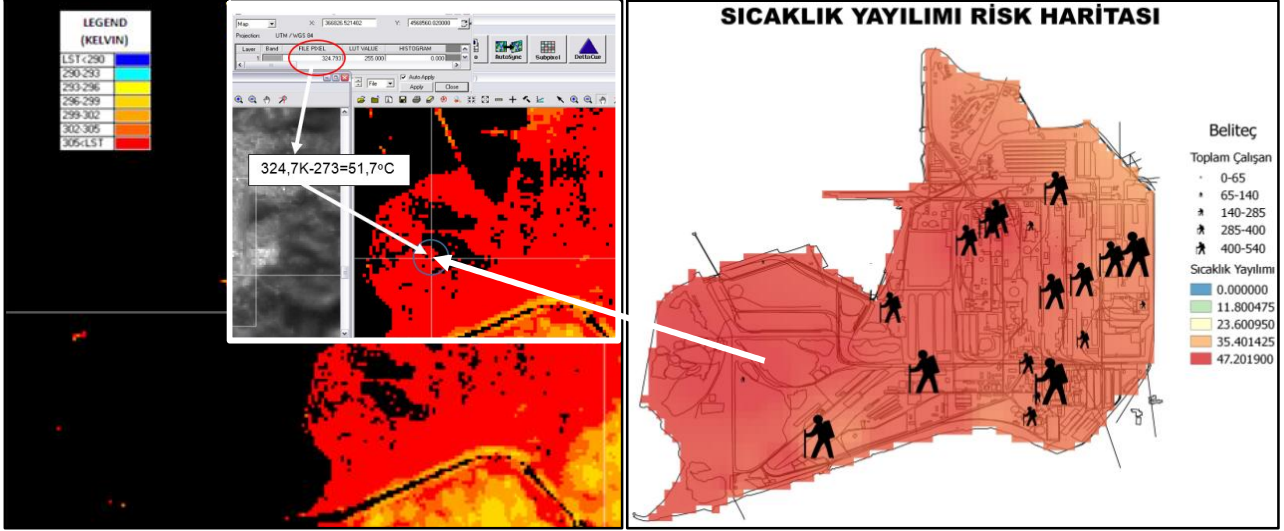 LEGEND
(KELVIN)
LST<290
290-293
293-296
296-299
299-302
302-305
305<LST
Map
X:
366826.521402
Y:
4568560.020000
Projection:
UTM / WGS 84
Layer
Band
FILE PIXEL
LUT VALUE
HISTOGRAM
1
324.793
255.000
0.000
AutoSync
Subpixel
DeltaCue
File
Auto Apply
Apply
Close
324,7K-273=51,7°C
SICAKLIK YAYILIMI RİSK HARİTASI
Beliteç
Toplam Çalışan
0-65
65-140
140-285
285-400
400-540
Sıcaklık Yayılımı
0.000000
11.800475
23.600950
35.401425
47.201900